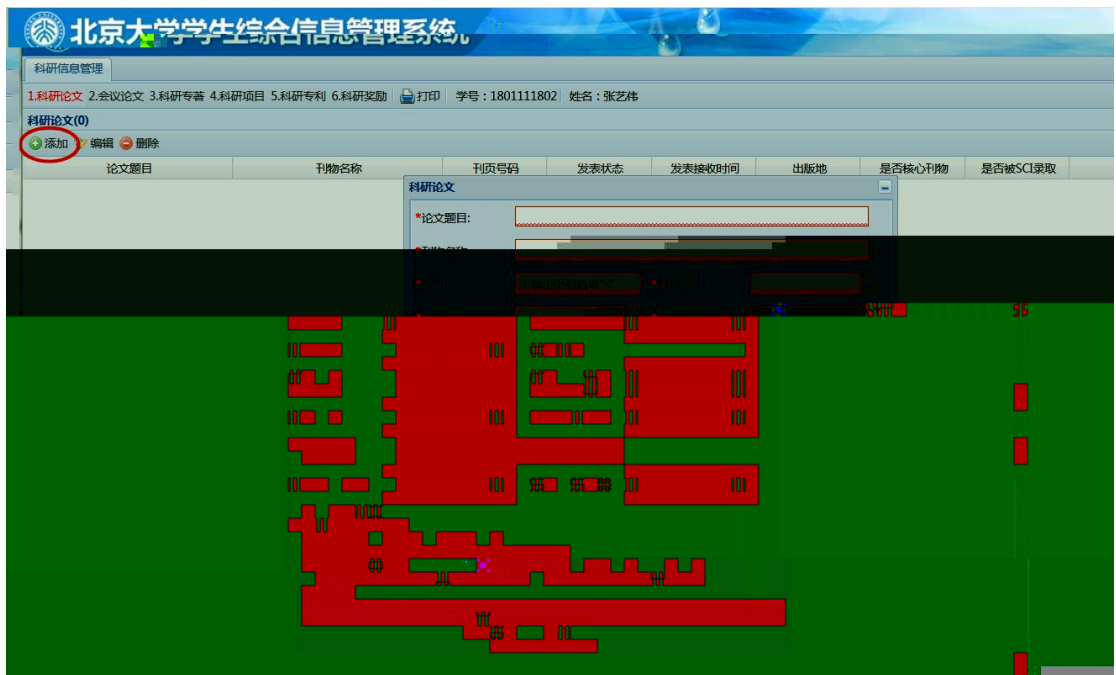 北京大学学生综合信息管理系统
科研信息管理
1.科研论文 2.会议论文 3.科研专著 4.科研项目 5.科研专利 6.科研奖励 打印 学号：1801111802 姓名：张艺伟
科研论文(0)
添加 编辑 删除
论文题目 刊物名称 刊页号码 发表状态 发表接收时间 出版地 是否核心刊物 是否被SCI录取
科研论文
*论文题目: